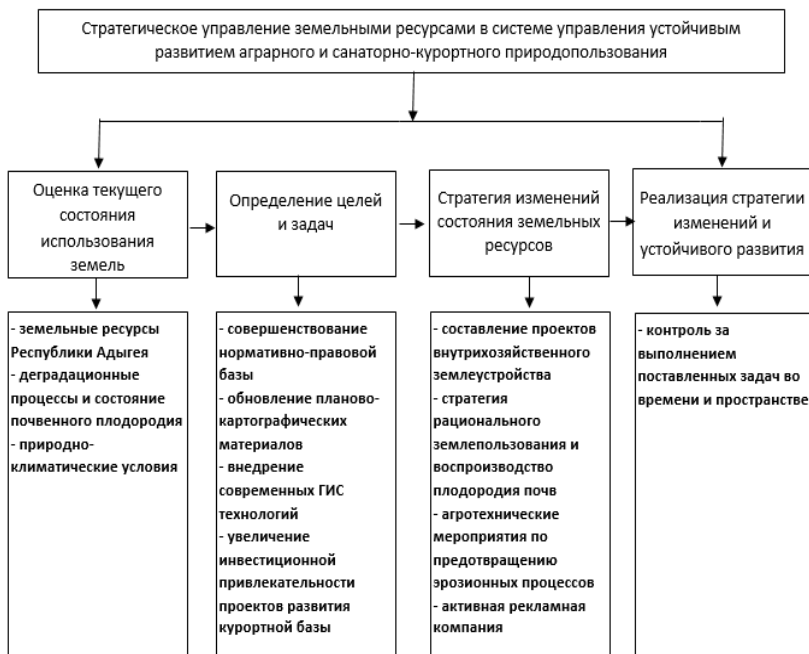 Стратегическое управление земельными ресурсами в системе управления устойчивым
развитием аграрного и санаторно-курортного природопользования
Оценка текущего
состояния
использования
земель
Определение целей
и задач
Стратегия изменений
состояния земельных
ресурсов
Реализация стратегии
изменений и
устойчивого развития
- земельные ресурсы
Республики Адыгея
- деградационные
процессы и состояние
почвенного плодородия
- природно-
климатические условия
- совершенствование
нормативно-правовой
базы
- обновление планово-
картографических
материалов
- внедрение
современных ГИС
технологий
- увеличение
инвестиционной
привлекательности
проектов развития
курортной базы
- составление проектов
внутрихозяйственного
землеустройства
- стратегия
рационального
землепользования и
воспроизводство
плодородия почв
- агротехнические
мероприятия по
предотвращению
эрозионных процессов
- активная рекламная
компания
- контроль за
выполнением
поставленных задач во
времени и пространстве